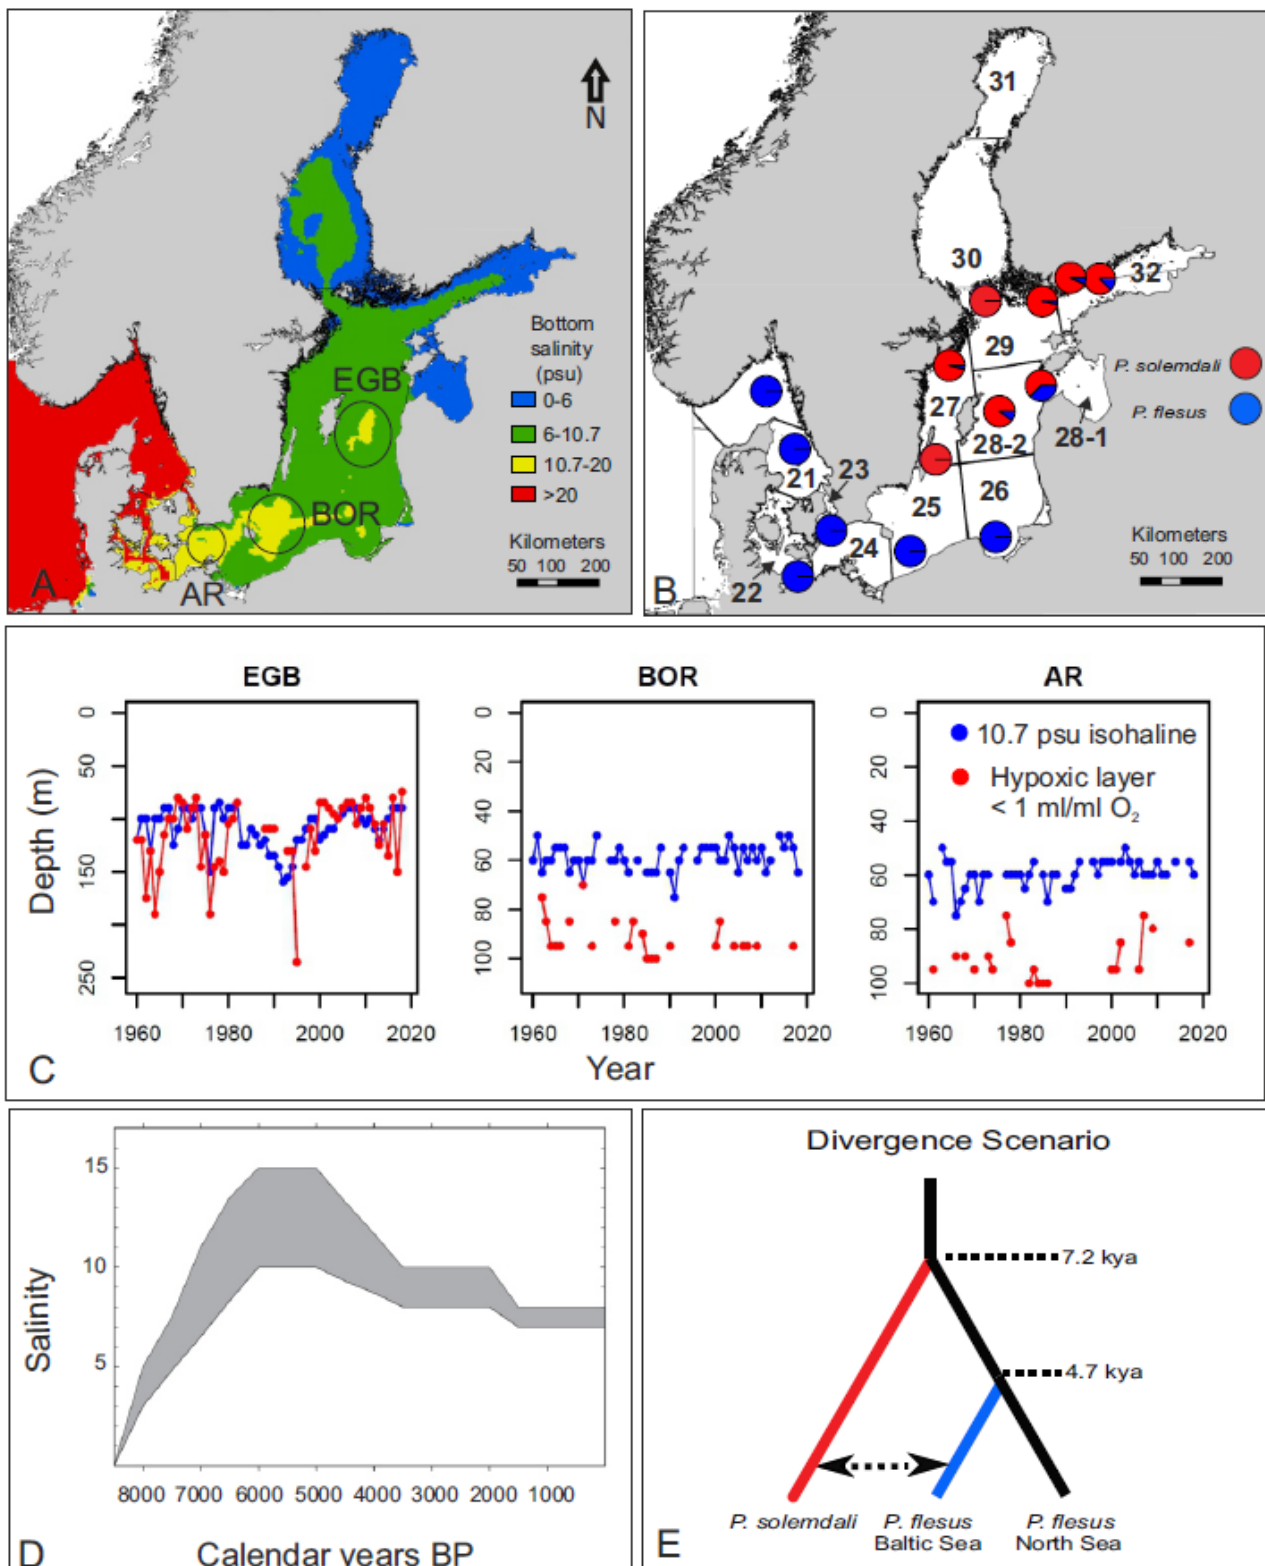 N
Bottom
salinity
(psu)
0-6
6-10.7
10.7-20
>20
EGB
BOR
AR
Kilometers
50 100 200
A
31
30
32
29
P. solemdali
P. flesus
27
28-2
28-1
21
23
25
26
24
22
Kilometers
50 100 200
B
EGB
BOR
AR
Depth (m)
0
50
150
250
1960 1980 2000 2020
0
20
40
60
80
100
1960 1980 2000 2020
0
20
40
60
80
100
1960 1980 2000 2020
10.7 psu isohaline
Hypoxic layer
< 1 ml/ml O₂
Year
C
Salinity
15
10
5
8000 7000 6000 5000 4000 3000 2000 1000
Calendar years BP
D
Divergence Scenario
7.2 kya
4.7 kya
P. solemdali
P. flesus
Baltic Sea
P. flesus
North Sea
E